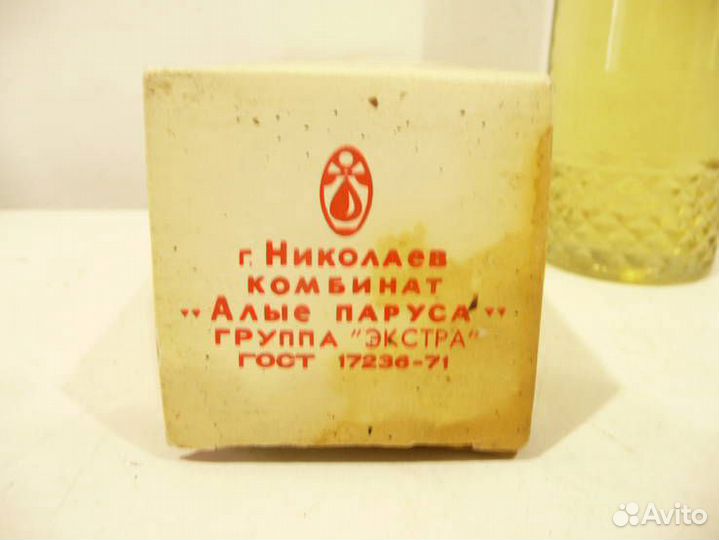 г. Николаев
комбинат
"Алые паруса"
группа "ЭКСТРА"
ГОСТ 17236-71
Avito